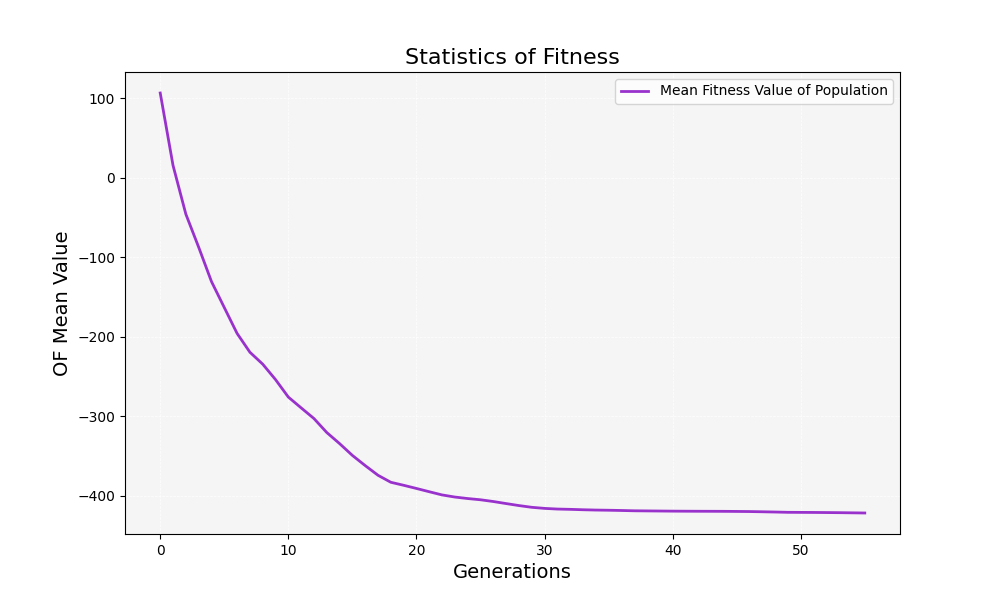 Statistics of Fitness
Mean Fitness Value of Population
OF Mean Value
100
0
−100
−200
−300
−400
0 10 20 30 40 50
Generations